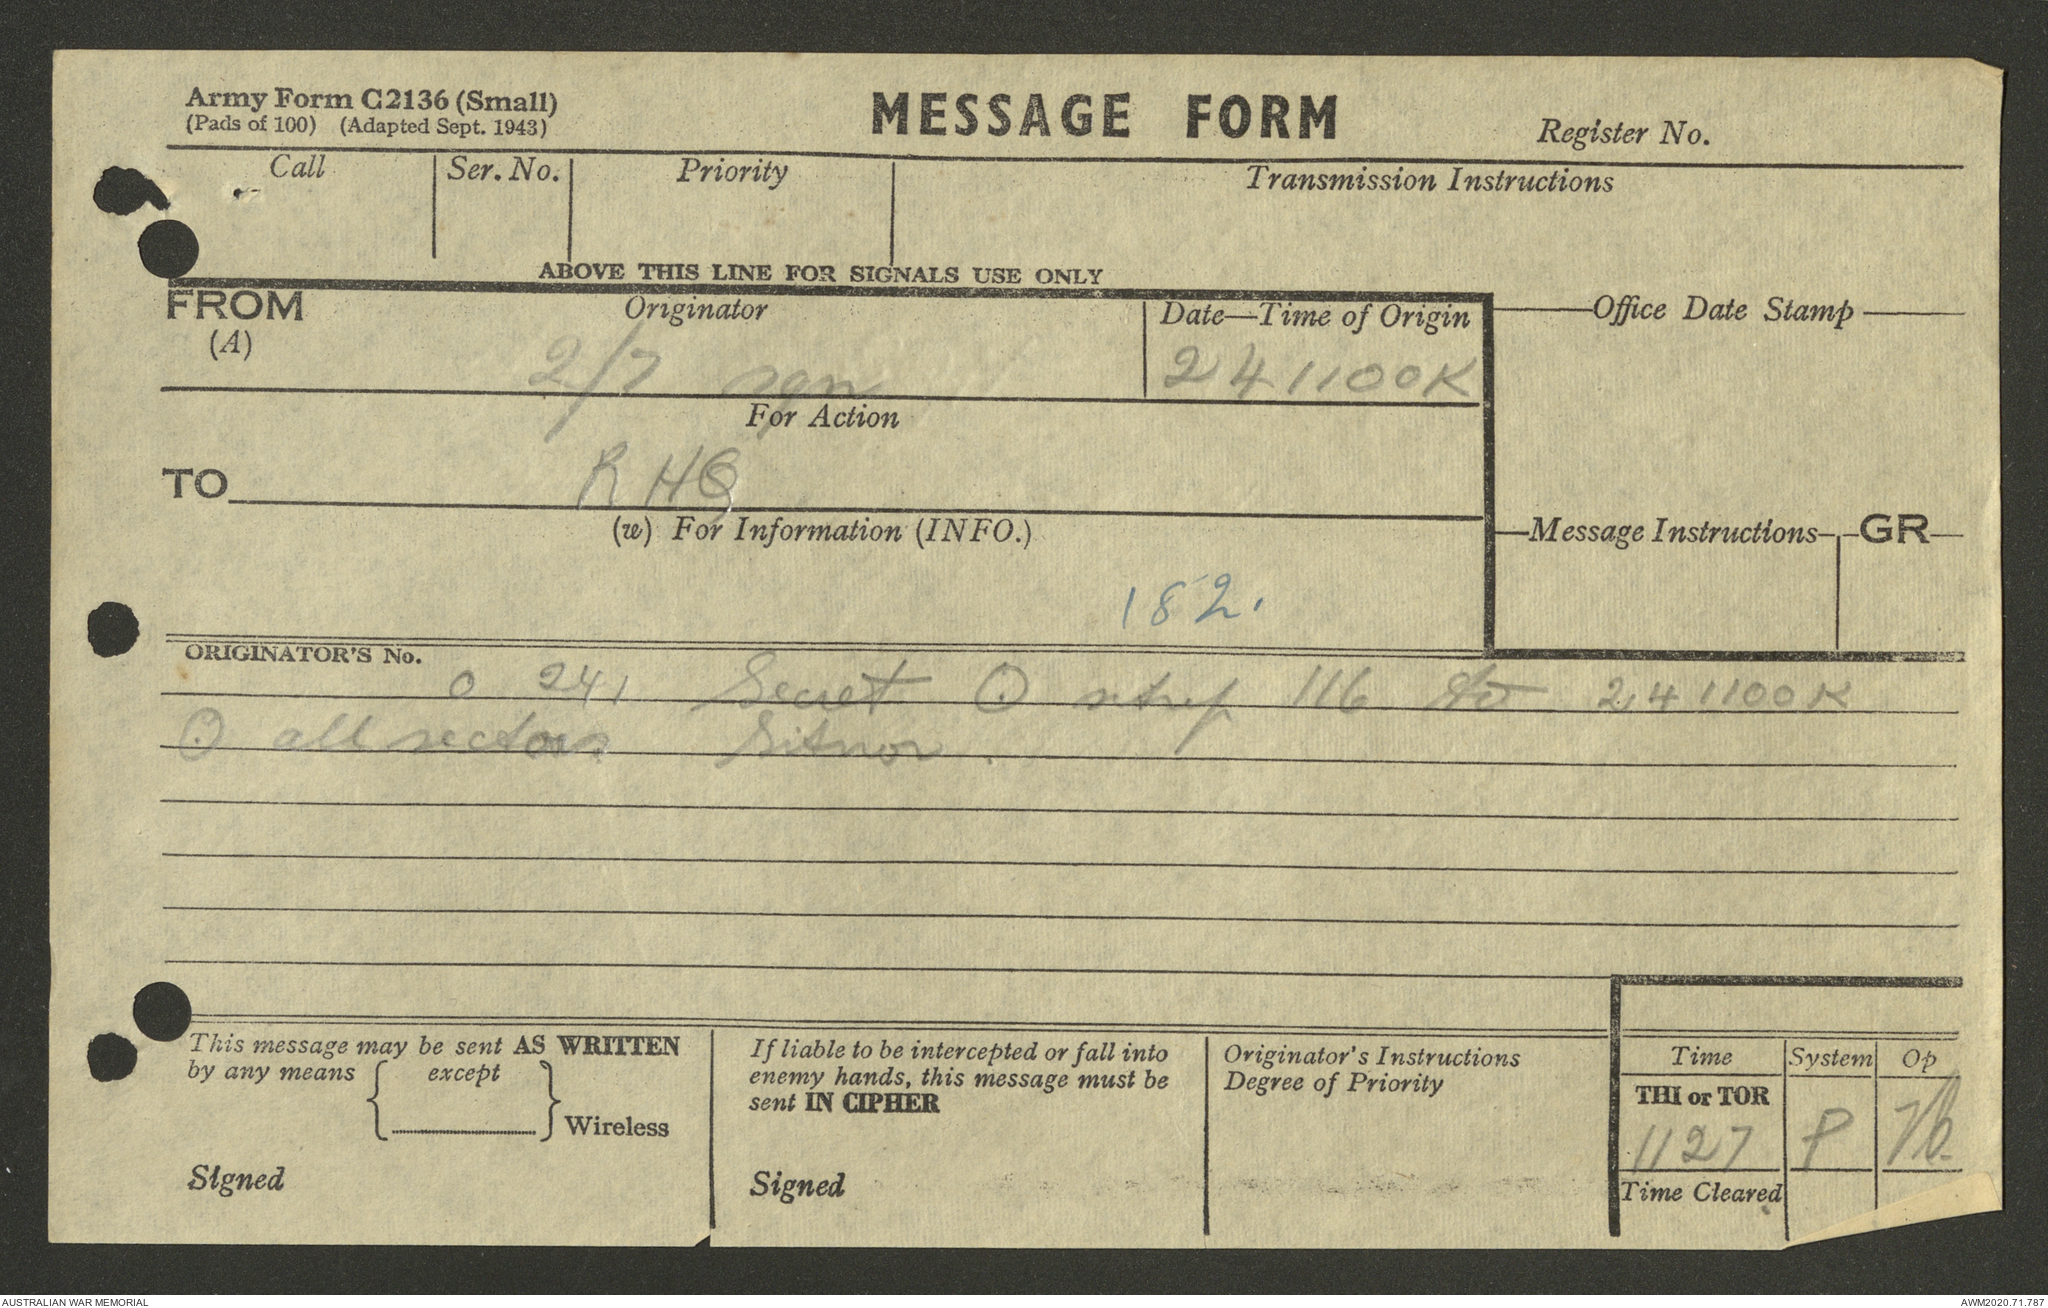 Army Form C2136 (Small)
(Pads of 100) (Adapted Sept. 1943)
MESSAGE FORM
Register No.
Call
Ser. No.
Priority
Transmission Instructions
ABOVE THIS LINE FOR SIGNALS USE ONLY
FROM
(A)
Originator
2/7
Date—Time of Origin
241100K
Office Date Stamp
For Action
TO
RHQ
(w) For Information (INFO.)
Message Instructions
GR
182.
ORIGINATOR'S No.
O 241 Secret O sitrep 116 241100K
O all sectors Sitnor.
This message may be sent AS WRITTEN
by any means except
Wireless
Signed
If liable to be intercepted or fall into
enemy hands, this message must be
sent IN CIPHER
Signed
Originator's Instructions
Degree of Priority
Time
System
Op
THI or TOR
1127
P
Time Cleared
AUSTRALIAN WAR MEMORIAL
AWM2020.71.787